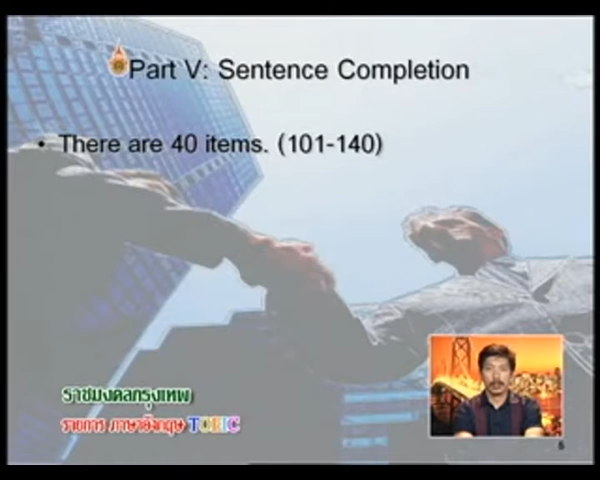 Part V: Sentence Completion
• There are 40 items. (101-140)
ราชมงคลกรุงเทพ
รายการ ภาษาอังกฤษ TOEIC
5